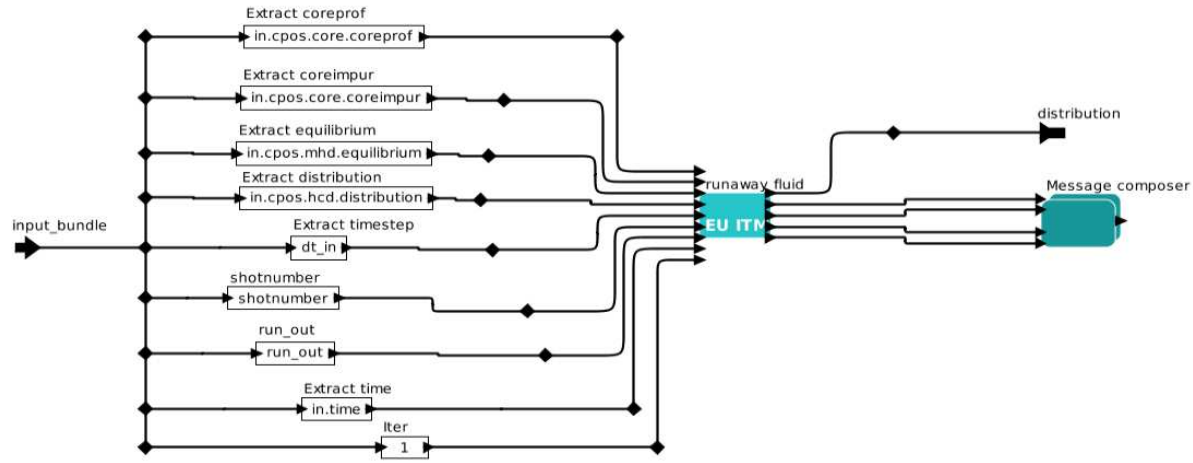 Extract coreprof
in.cpos.core.coreprof
Extract coreimpur
in.cpos.core.coreimpur
Extract equilibrium
in.cpos.mhd.equilibrium
Extract distribution
in.cpos.hcd.distribution
input_bundle
Extract timestep
dt_in
shotnumber
shotnumber
run_out
run_out
Extract time
in.time
Iter
1
runaway_fluid
EU ITM
distribution
Message composer